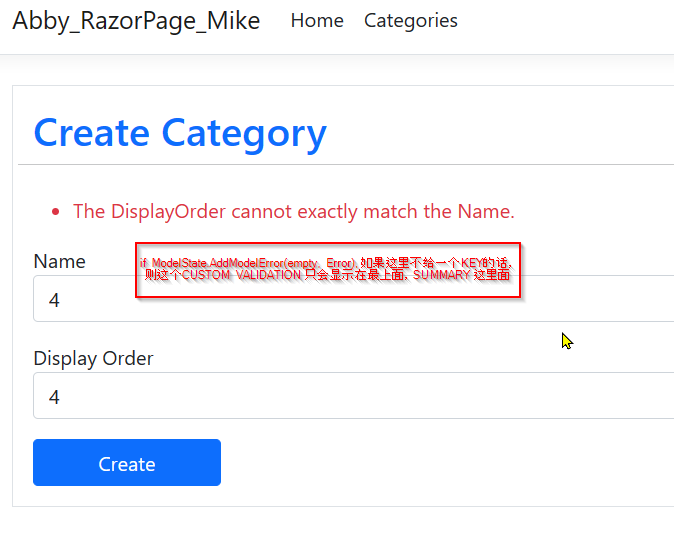 Abby_RazorPage_Mike Home Categories
Create Category
The DisplayOrder cannot exactly match the Name.
Name
if ModelState.AddModelError(empty, Error), 如果这里不给一个KEY的话,
则这个CUSTOM VALIDATION 只会显示在最上面, SUMMARY 这里面
4
Display Order
4
Create